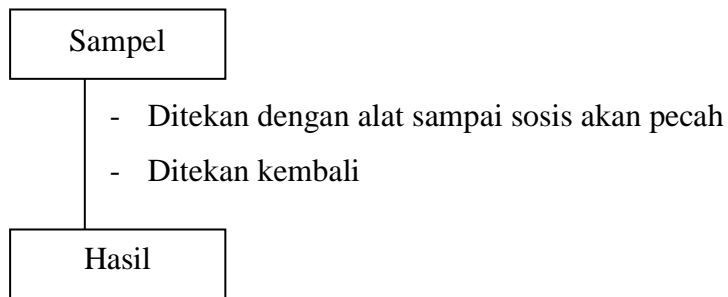 Sampel
- Ditekan dengan alat sampai sosis akan pecah
- Ditekan kembali
Hasil